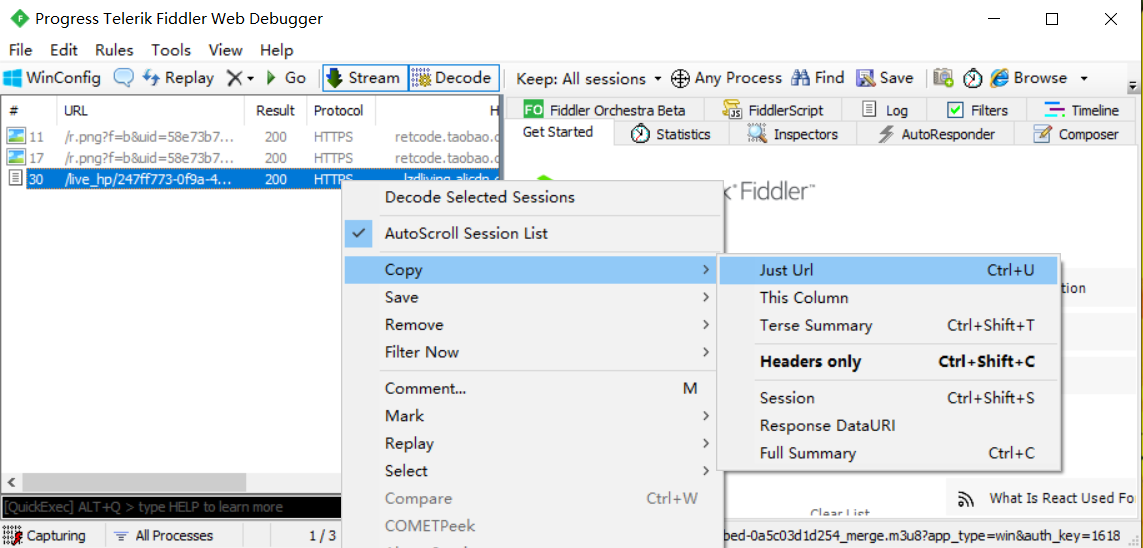 Progress Telerik Fiddler Web Debugger
File Edit Rules Tools View Help
WinConfig Replay Go Stream Decode Keep: All sessions Any Process Find Save Browse
# URL Result Protocol H
FO Fiddler Orchestra Beta JS FiddlerScript Log Filters Timeline
Get Started Statistics Inspectors AutoResponder Composer
11 /r.png?f=b&uid=58e73b7... 200 HTTPS retcode.taobao.c
17 /r.png?f=b&uid=58e73b7... 200 HTTPS retcode.taobao.c
30 /live_hp/247ff773-0f9a-4... 200 HTTPS
Fiddler™
Decode Selected Sessions
AutoScroll Session List
Copy
Save
Remove
Filter Now
Comment... M
Mark
Replay
Select
Compare Ctrl+W
COMETPeek
Just Url Ctrl+U
This Column
Terse Summary Ctrl+Shift+T
Headers only Ctrl+Shift+C
Session Ctrl+Shift+S
Response DataURI
Full Summary Ctrl+C
tion
What Is React Used Fo
Clear List
[QuickExec] ALT+Q > type HELP to learn more
Capturing All Processes 1 / 3 bed-0a5c03d1d254_merge.m3u8?app_type=win&auth_key=1618